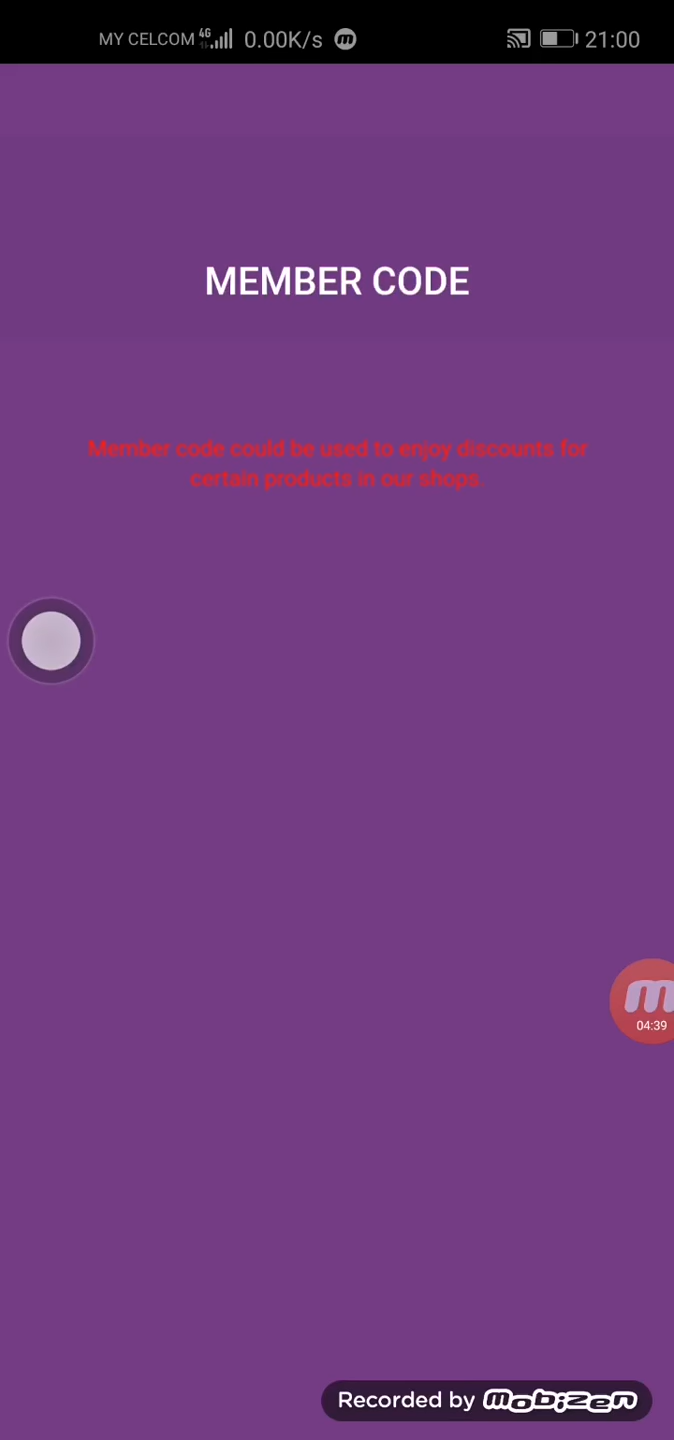 MY CELCOM 4G 0.00K/s m 21:00
MEMBER CODE
Member code could be used to enjoy discounts for
certain products in our shops.
m
04:39
Recorded by mobizen